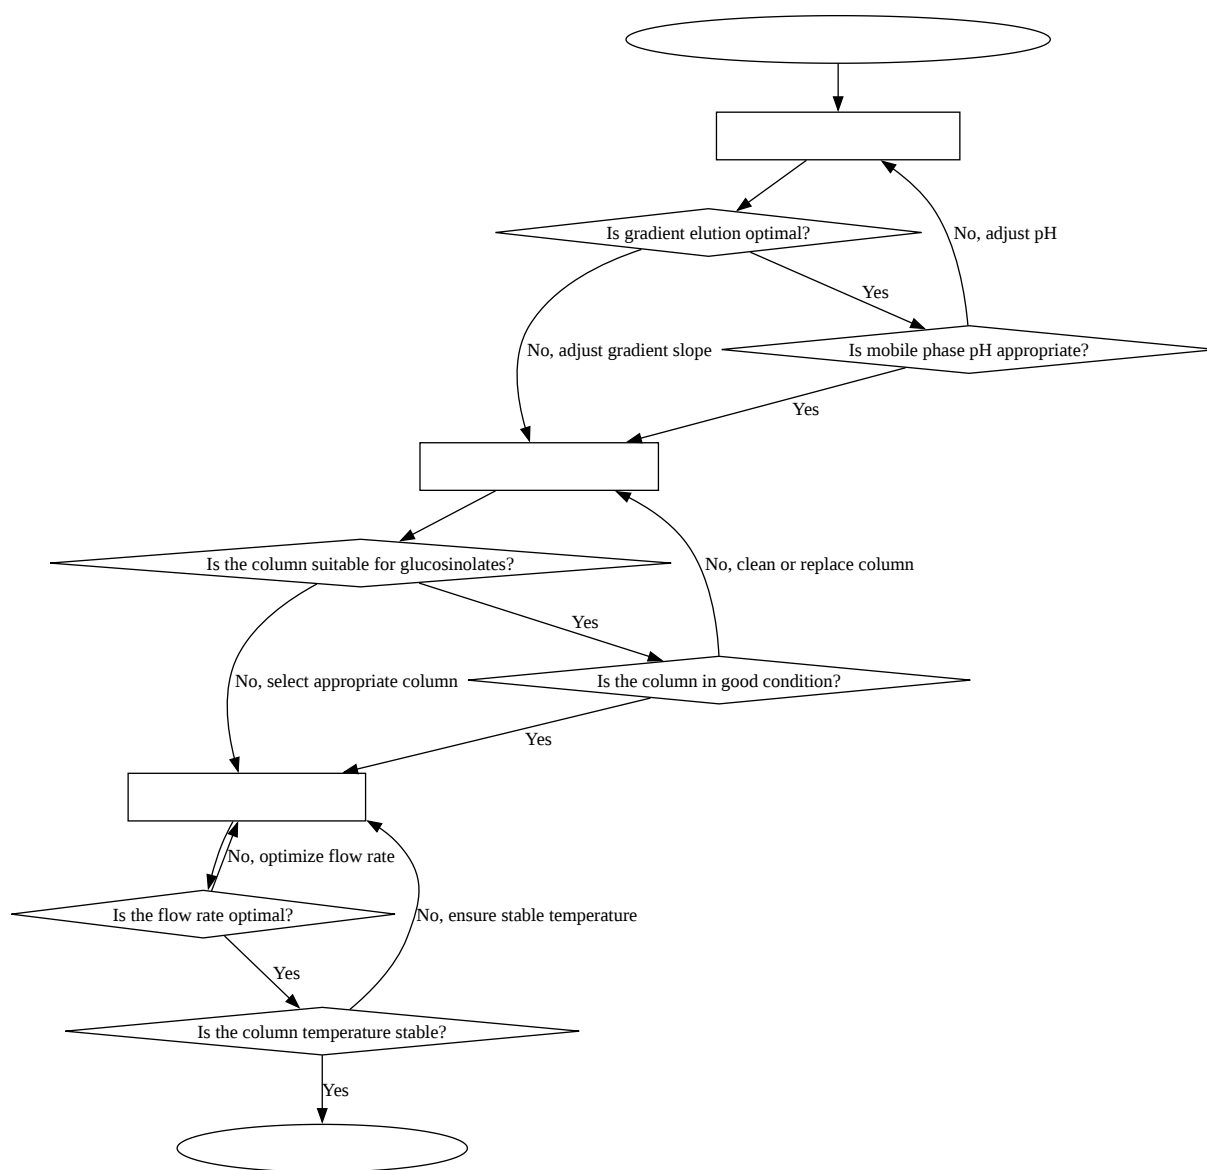 Is gradient elution optimal?
No, adjust pH
Yes
No, adjust gradient slope
Is mobile phase pH appropriate?
Yes
Is the column suitable for glucosinolates?
No, clean or replace column
Yes
No, select appropriate column
Is the column in good condition?
Yes
No, optimize flow rate
Is the flow rate optimal?
No, ensure stable temperature
Yes
Is the column temperature stable?
Yes